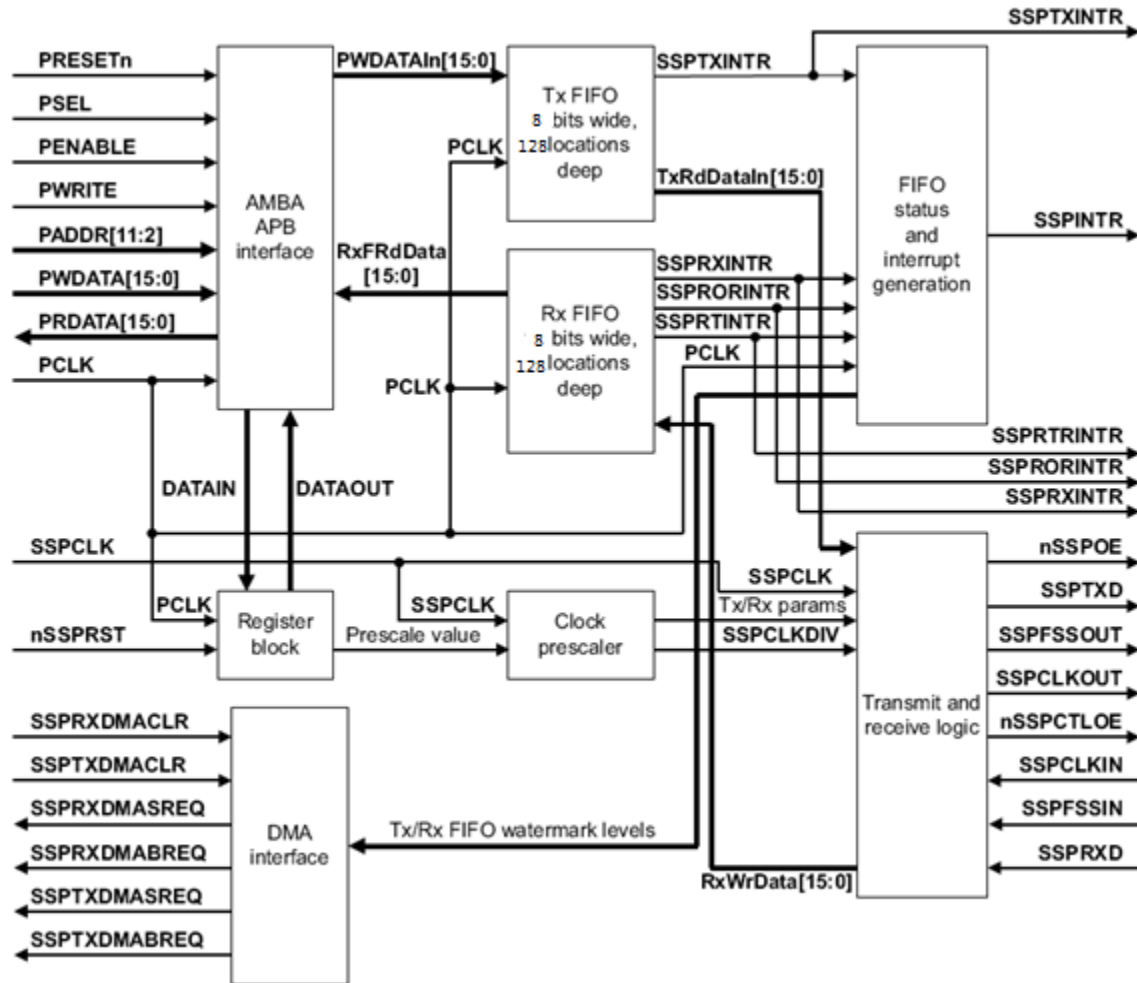 SSPTXINTR
PRESETn
PWDATAIn[15:0]
SSPTXINTR
PSEL
Tx FIFO
8 bits wide,
128locations
deep
PENABLE
PCLK
PWRITE
TxRdDataIn[15:0]
AMBA
APB
interface
FIFO
status
and
interrupt
generation
PADDR[11:2]
RxFRdData
[15:0]
SSPINTR
PWDATA[15:0]
SSPRXINTR
SSPRORINTR
SSPRTINTR
Rx FIFO
8 bits wide,
128locations
deep
PRDATA[15:0]
PCLK
PCLK
PCLK
SSPRTRINTR
SSPRORINTR
SSPRXINTR
DATAIN
DATAOUT
SSPCLK
nSSPOE
SSPCLK
PCLK
SSPCLK
Tx/Rx params
SSPTXD
nSSPRST
Register
block
Prescale value
Clock
prescaler
SSPCLKDIV
SSPFSSOUT
SSPCLKOUT
Transmit and
receive logic
SSPRXDMACLR
nSSPCTLOE
SSPTXDMACLR
SSPCLKIN
SSPRXDMASREQ
SSPFSSIN
DMA
interface
Tx/Rx FIFO watermark levels
SSPRXDMABREQ
SSPRXD
RxWrData[15:0]
SSPTXDMASREQ
SSPTXDMABREQ